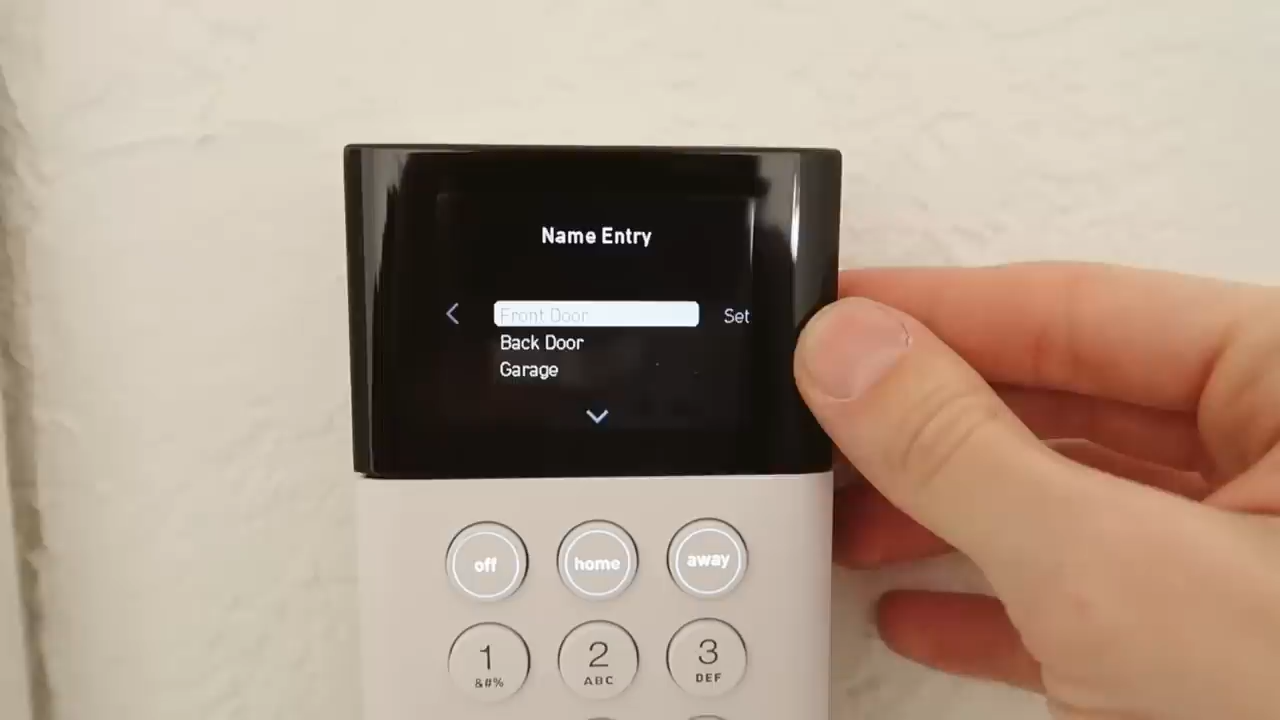 Name Entry
< Front Door Set
Back Door
Garage
off home away
1 2 3
&#% ABC DEF